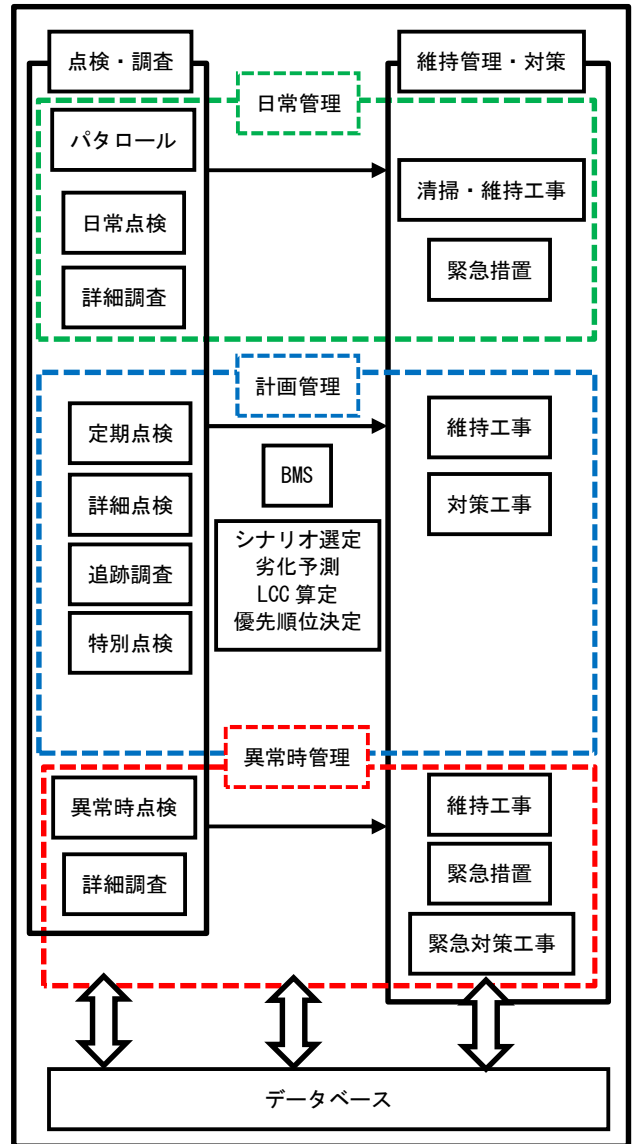 点検・調査
維持管理・対策
日常管理
パタロール
清掃・維持工事
日常点検
緊急措置
詳細調査
計画管理
定期点検
維持工事
BMS
詳細点検
対策工事
シナリオ選定
劣化予測
LCC 算定
優先順位決定
追跡調査
特別点検
異常時管理
異常時点検
維持工事
詳細調査
緊急措置
緊急対策工事
データベース